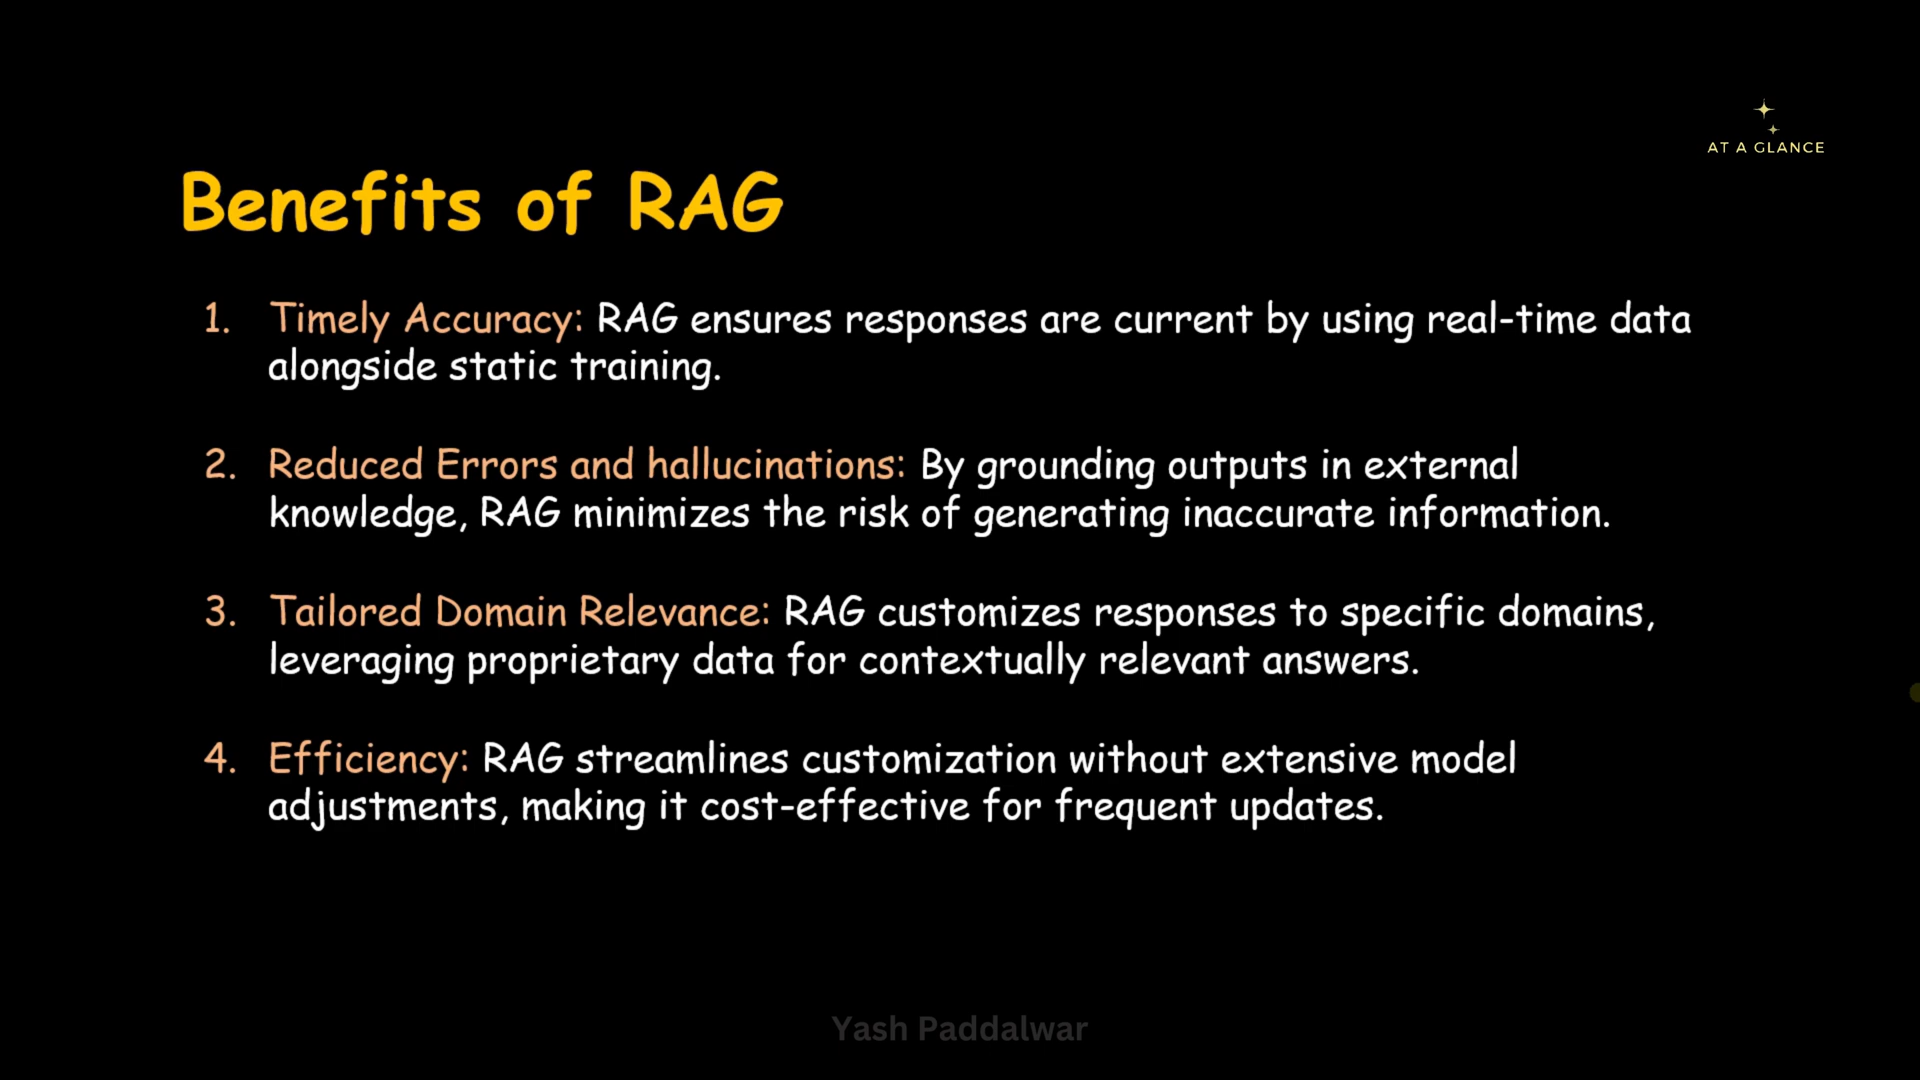 AT A GLANCE
Benefits of RAG
1. Timely Accuracy: RAG ensures responses are current by using real-time data
alongside static training.
2. Reduced Errors and hallucinations: By grounding outputs in external
knowledge, RAG minimizes the risk of generating inaccurate information.
3. Tailored Domain Relevance: RAG customizes responses to specific domains,
leveraging proprietary data for contextually relevant answers.
4. Efficiency: RAG streamlines customization without extensive model
adjustments, making it cost-effective for frequent updates.
Yash Paddalwar